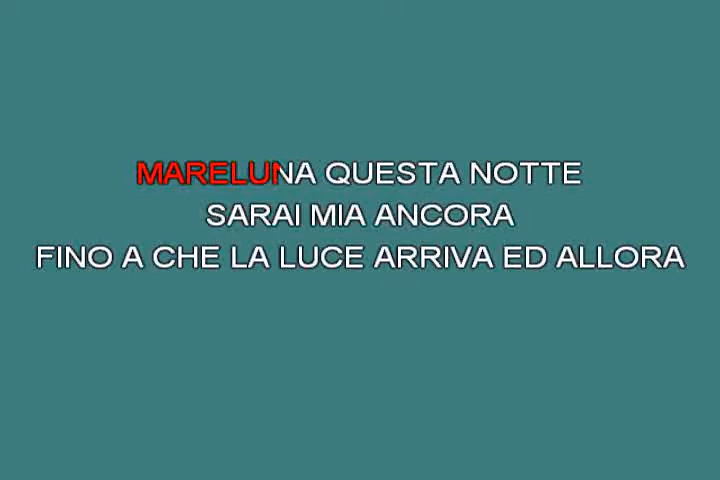 MARELUNA QUESTA NOTTE
SARAI MIA ANCORA
FINO A CHE LA LUCE ARRIVA ED ALLORA